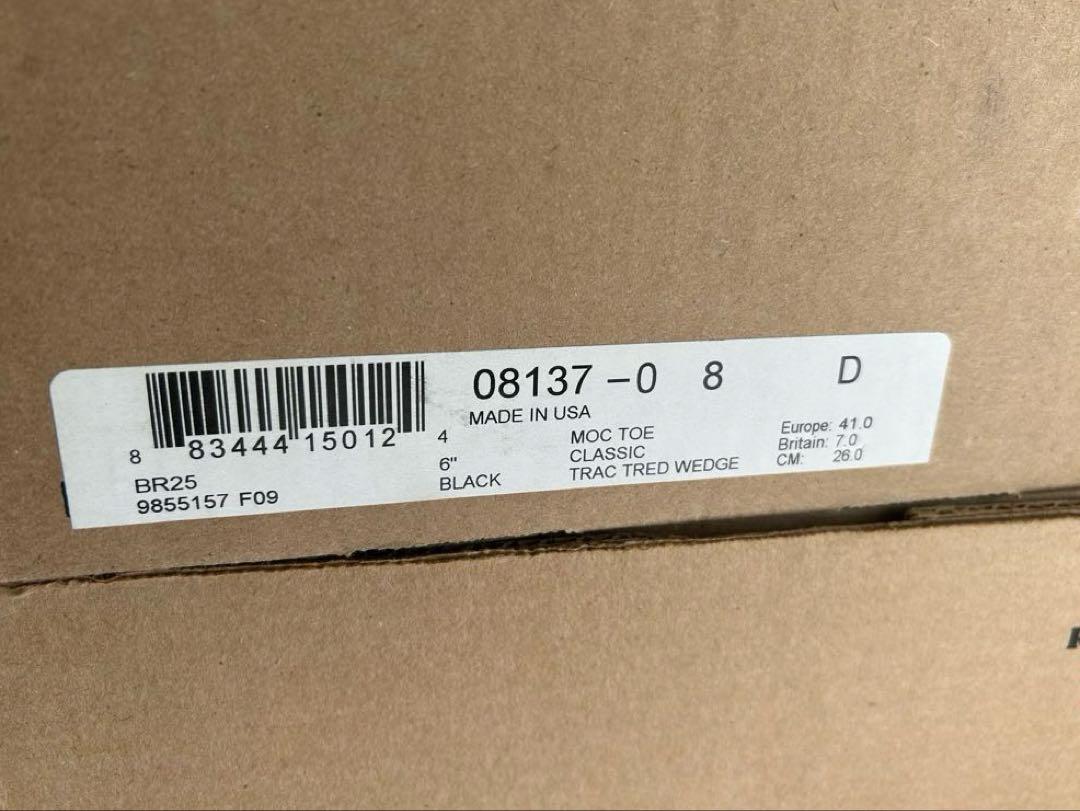 08137-0 8 D
MADE IN USA
8 83444 15012 4
BR25
9855157 F09
6"
BLACK
MOC TOE
CLASSIC
TRAC TRED WEDGE
Europe: 41.0
Britain: 7.0
CM: 26.0